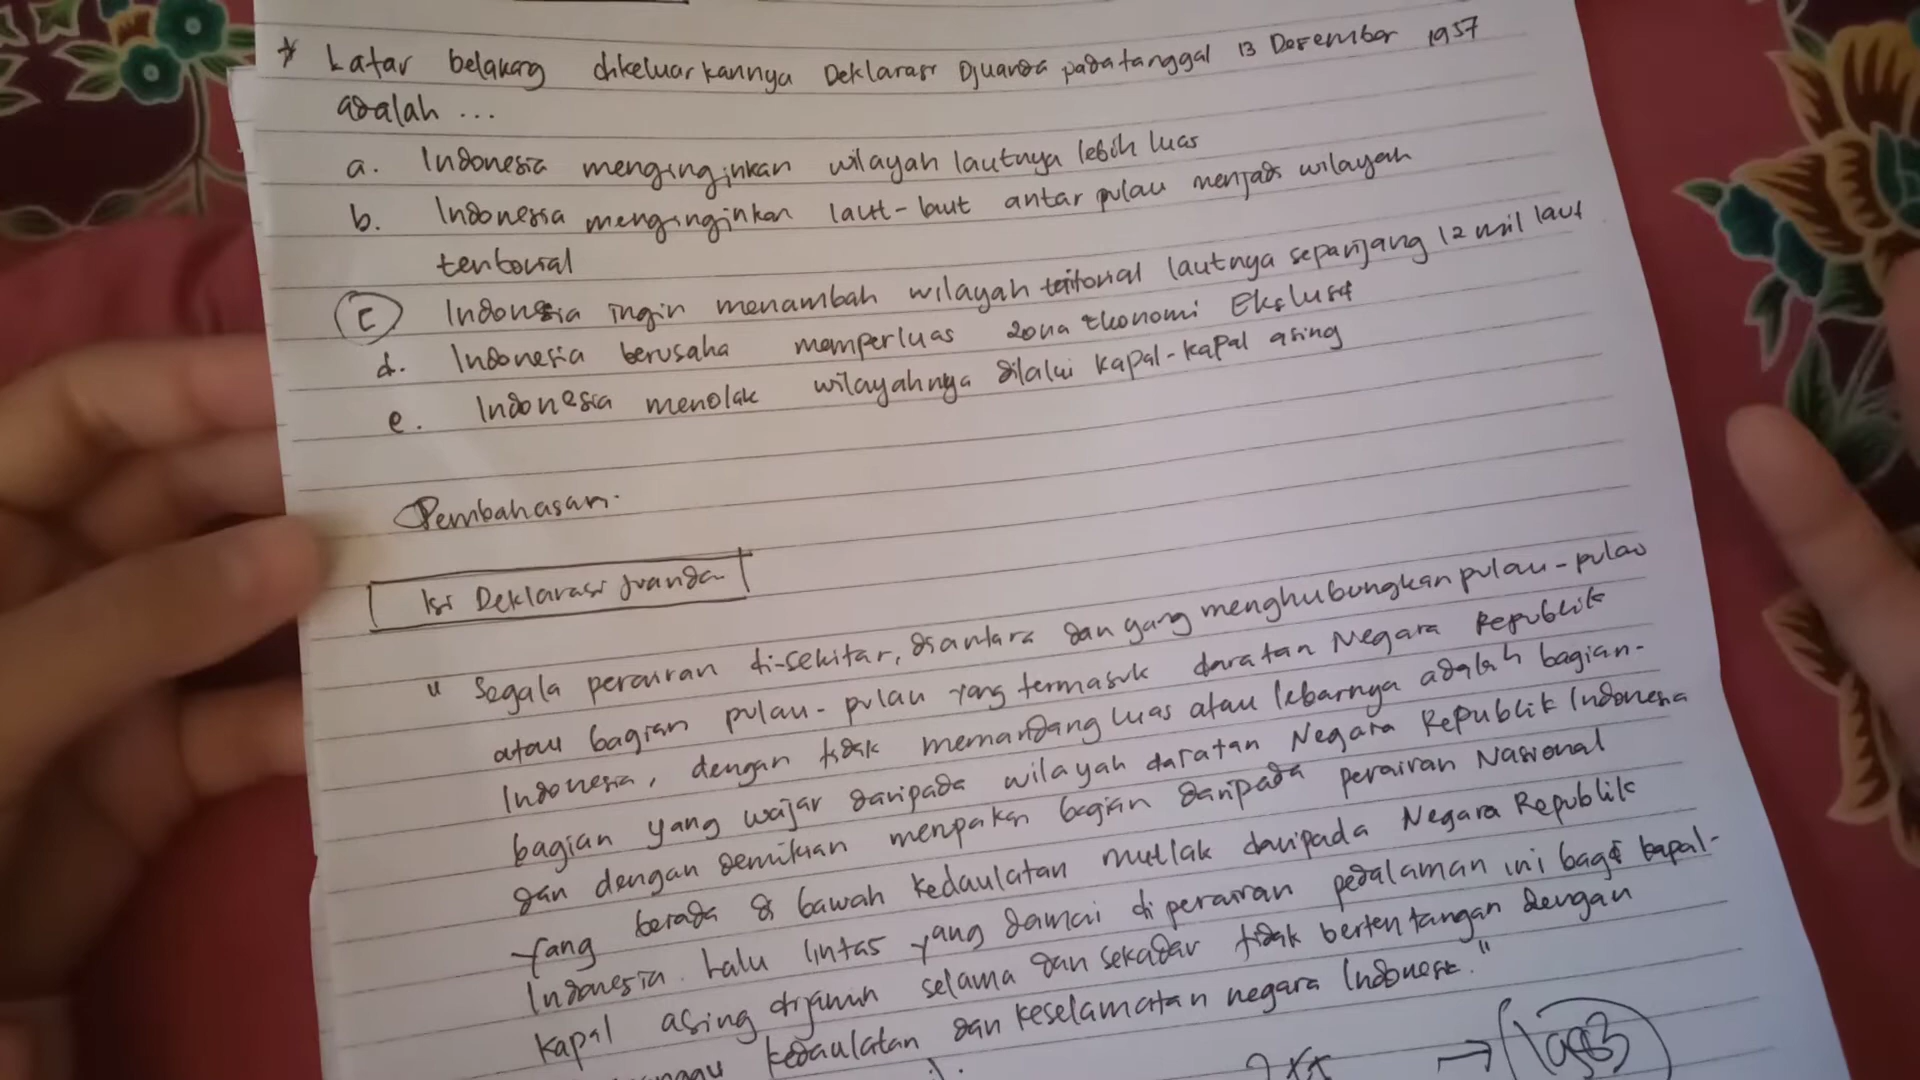 * Latar belakang dikeluarkannya Deklarasi Djuanda pada tanggal 13 Desember 1957
adalah ...
a. Indonesia menginginkan wilayah lautnya lebih luas
b. Indonesia menginginkan laut-laut antar pulau menjadi wilayah
teritorial
C Indonesia ingin menambah wilayah teritorial lautnya sepanjang 12 mil laut
d. Indonesia berusaha memperluas zona Ekonomi Ekslusif
e. Indonesia menolak wilayahnya dilalui kapal-kapal asing
Pembahasan.
Isi Deklarasi Juanda
" Segala perairan di-sekitar, diantara dan yang menghubungkan pulau-pulau
atau bagian pulau-pulau yang termasuk daratan Negara Republik
Indonesia, dengan tidak memandang luas atau lebarnya adalah bagian-
bagian yang wajar daripada wilayah daratan Negara Republik Indonesia
dan dengan demikian merupakan bagian daripada perairan Nasional
yang berada di bawah kedaulatan mutlak daripada Negara Republik
Indonesia. Lalu lintas yang damai di perairan pedalaman ini bagi kapal-
kapal asing dijamin selama dan sekadar tidak bertentangan dengan
kedaulatan dan keselamatan negara Indonesia."